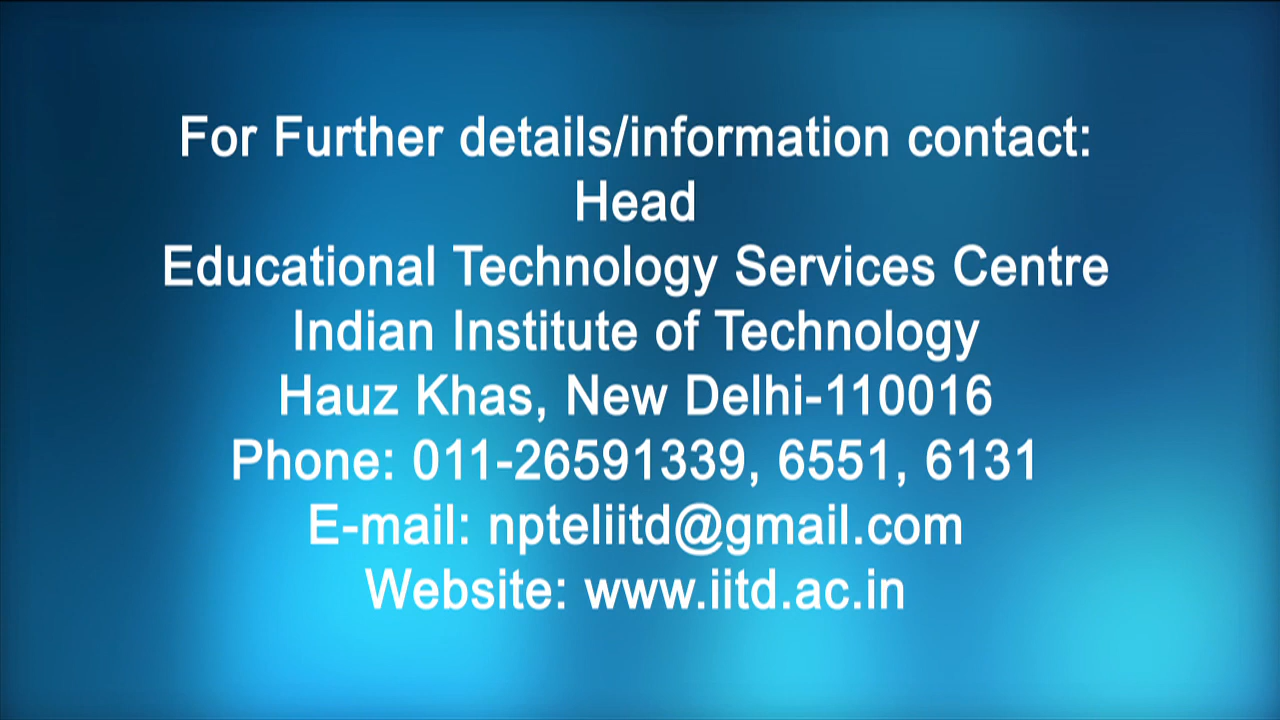 For Further details/information contact:
Head
Educational Technology Services Centre
Indian Institute of Technology
Hauz Khas, New Delhi-110016
Phone: 011-26591339, 6551, 6131
E-mail: npteliitd@gmail.com
Website: www.iitd.ac.in